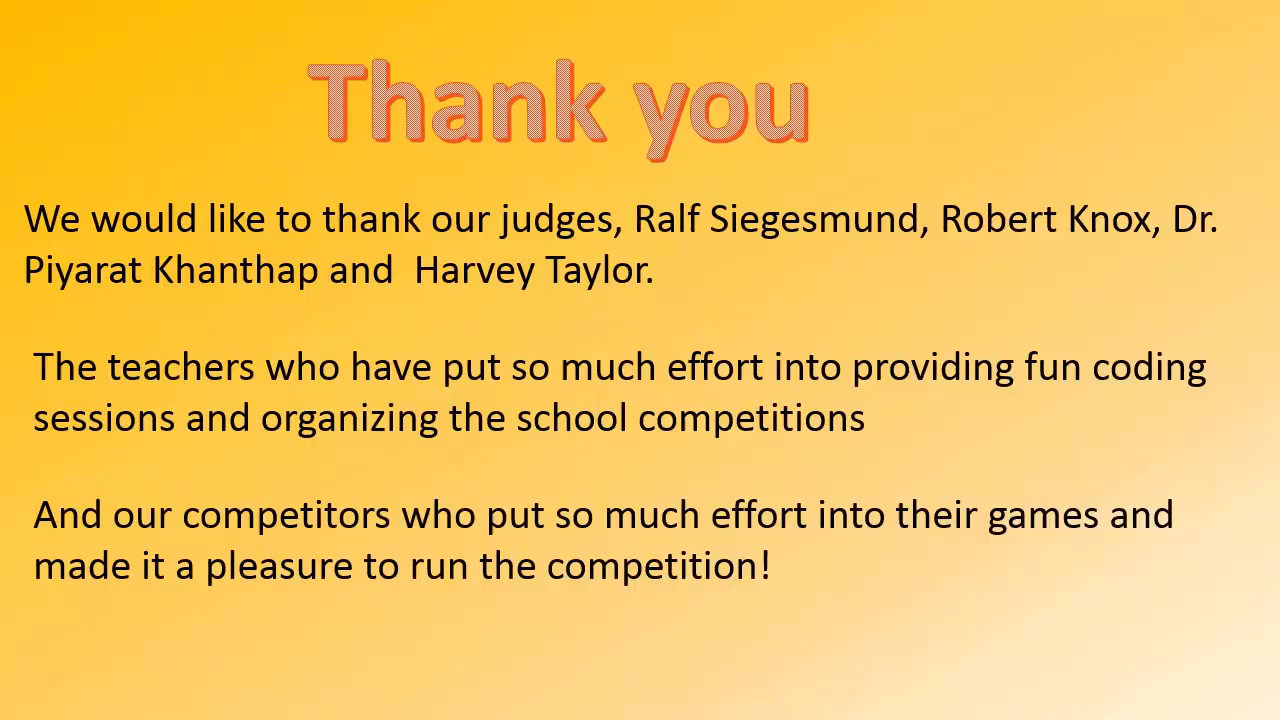 Thank you
We would like to thank our judges, Ralf Siegesmund, Robert Knox, Dr.
Piyarat Khanthap and  Harvey Taylor.
The teachers who have put so much effort into providing fun coding
sessions and organizing the school competitions
And our competitors who put so much effort into their games and
made it a pleasure to run the competition!